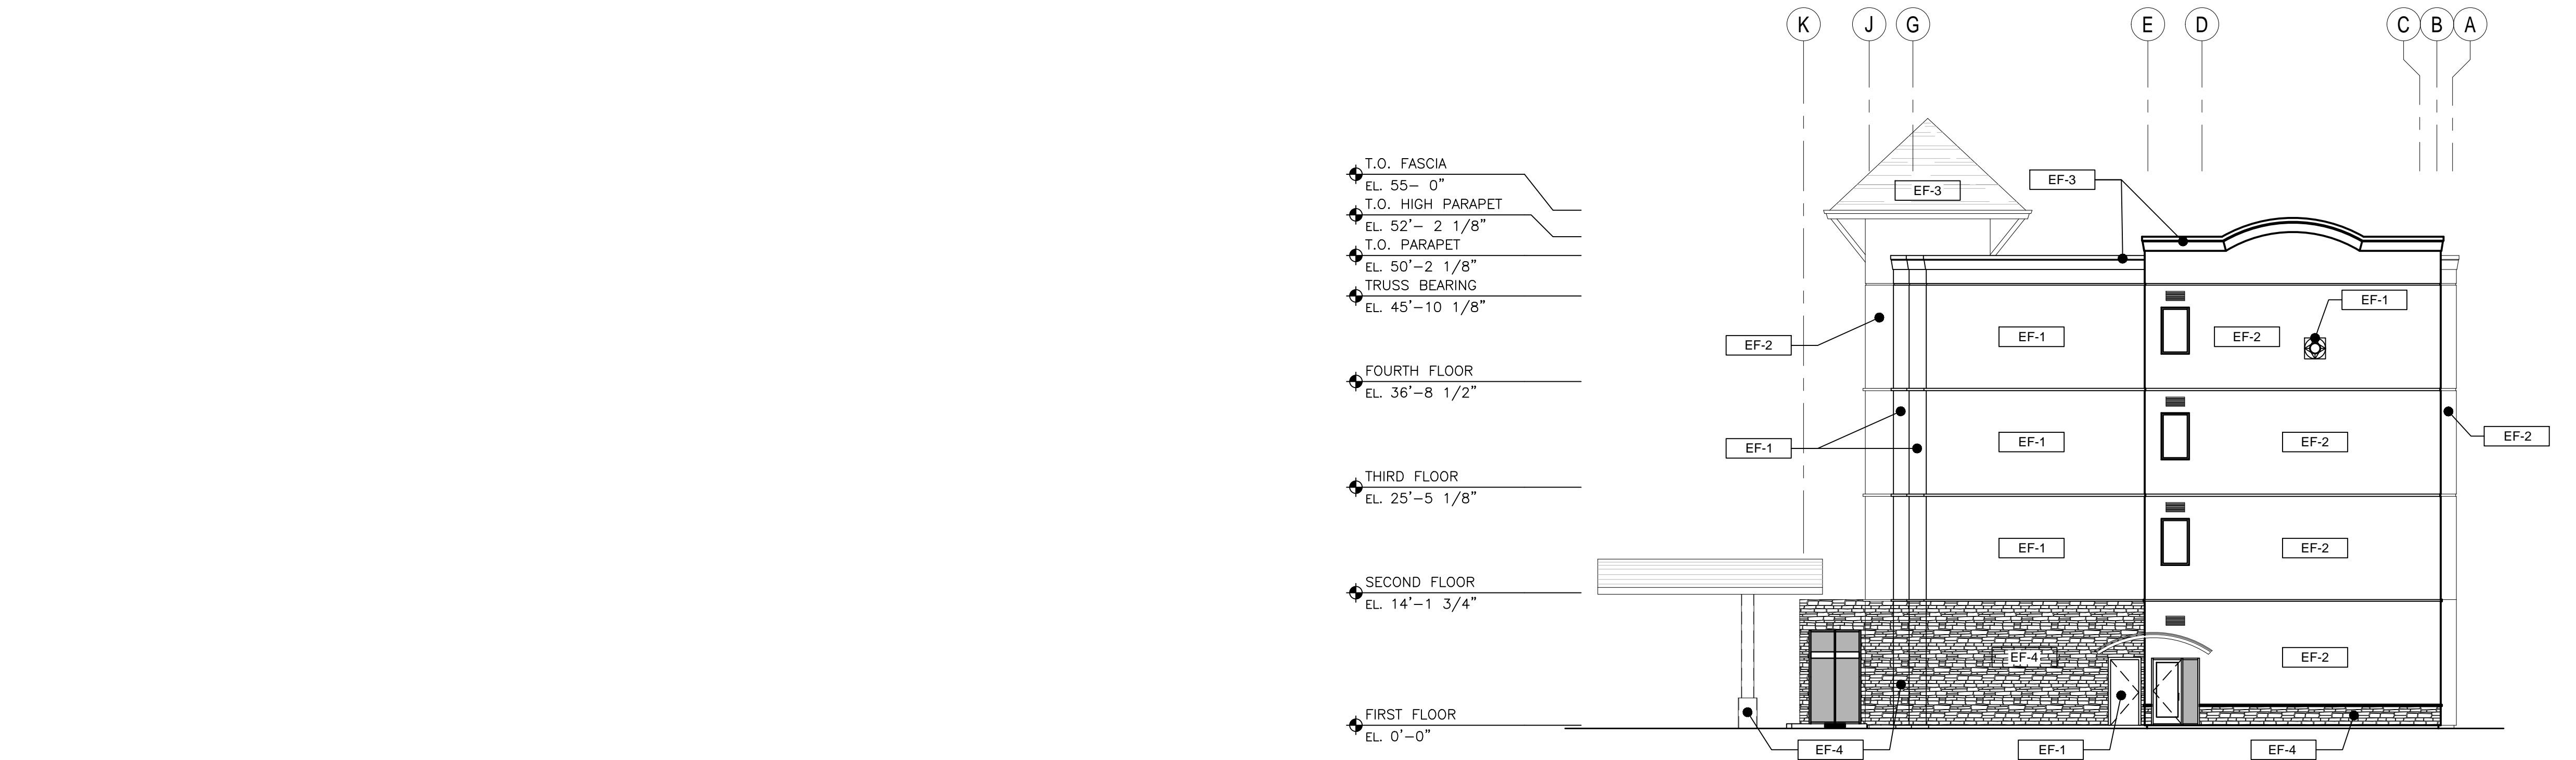 K J G E D C B A
T.O. FASCIA
EL. 55– 0”
T.O. HIGH PARAPET
EL. 52’– 2 1/8”
T.O. PARAPET
EL. 50’–2 1/8”
TRUSS BEARING
EL. 45’–10 1/8”
FOURTH FLOOR
EL. 36’–8 1/2”
THIRD FLOOR
EL. 25’–5 1/8”
SECOND FLOOR
EL. 14’–1 3/4”
FIRST FLOOR
EL. 0’–0”
EF-3
EF-3
EF-1
EF-2 EF-1 EF-2
EF-1 EF-1 EF-2 EF-2
EF-1 EF-2
EF-4 EF-2
EF-4 EF-1 EF-4